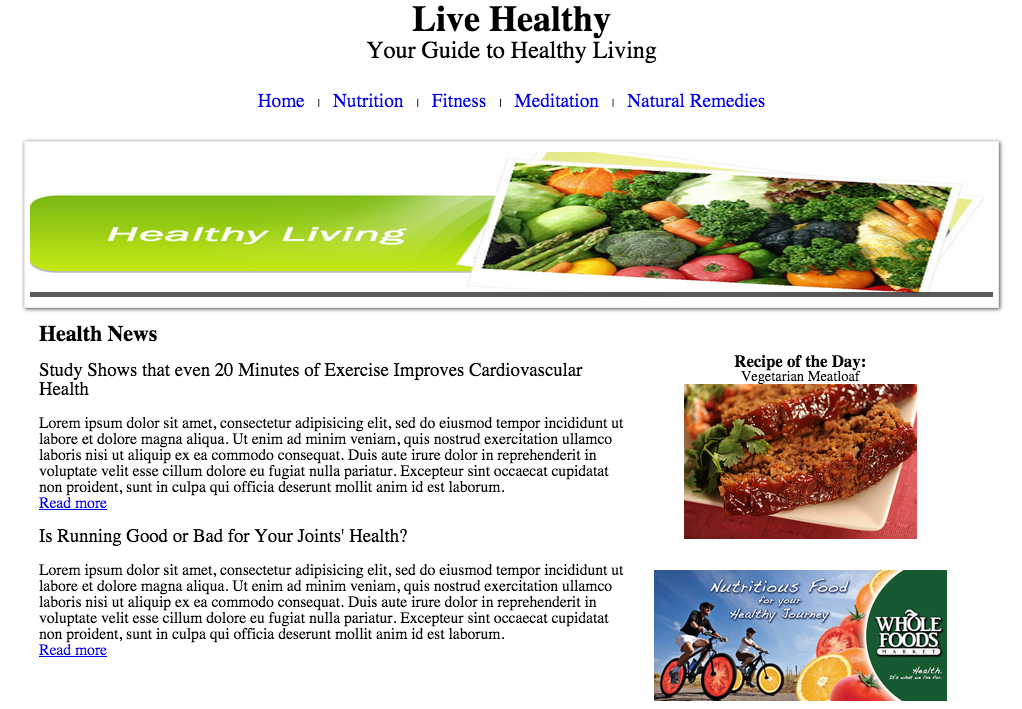 Live Healthy
Your Guide to Healthy Living
Home | Nutrition | Fitness | Meditation | Natural Remedies
Healthy Living
Health News
Study Shows that even 20 Minutes of Exercise Improves Cardiovascular
Health
Lorem ipsum dolor sit amet, consectetur adipisicing elit, sed do eiusmod tempor incididunt ut
labore et dolore magna aliqua. Ut enim ad minim veniam, quis nostrud exercitation ullamco
laboris nisi ut aliquip ex ea commodo consequat. Duis aute irure dolor in reprehenderit in
voluptate velit esse cillum dolore eu fugiat nulla pariatur. Excepteur sint occaecat cupidatat
non proident, sunt in culpa qui officia deserunt mollit anim id est laborum.
Read more
Is Running Good or Bad for Your Joints' Health?
Lorem ipsum dolor sit amet, consectetur adipisicing elit, sed do eiusmod tempor incididunt ut
labore et dolore magna aliqua. Ut enim ad minim veniam, quis nostrud exercitation ullamco
laboris nisi ut aliquip ex ea commodo consequat. Duis aute irure dolor in reprehenderit in
voluptate velit esse cillum dolore eu fugiat nulla pariatur. Excepteur sint occaecat cupidatat
non proident, sunt in culpa qui officia deserunt mollit anim id est laborum.
Read more
Recipe of the Day:
Vegetarian Meatloaf
Nutritious Food
for your
Healthy Journey
WHOLE
FOODS
MARKET
Health.
It's what we live for.